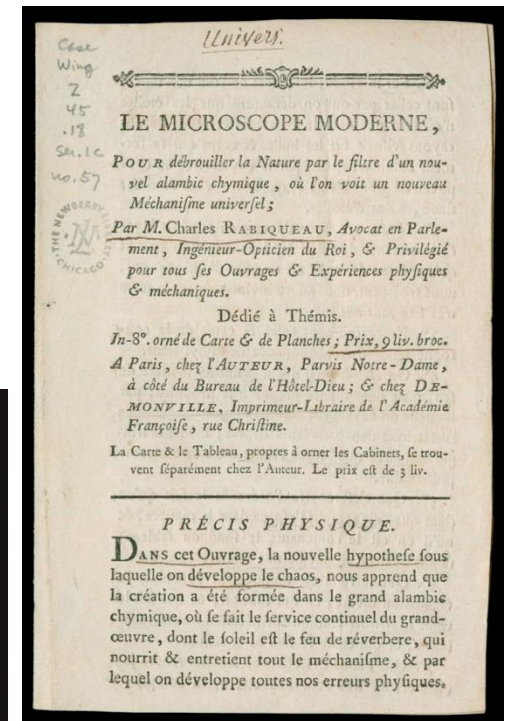 Univers.
Case
Wing
Z
45
.18
ser. 1c
no. 57
THE NEWBERRY LIBRARY
CHICAGO
LE MICROSCOPE MODERNE,
POUR débrouiller la Nature par le filtre d'un nou-
vel alambic chymique, où l'on voit un nouveau
Méchaniſme univerſel;
Par M. Charles RABIQUEAU, Avocat en Parle-
ment, Ingénieur-Opticien du Roi, & Privilégié
pour tous ſes Ouvrages & Expériences phyſiques
& méchaniques.
Dédié à Thémis.
In-8°. orné de Carte & de Planches; Prix, 9 liv. broc.
A Paris, chez l'AUTEUR, Parvis Notre-Dame,
à côté du Bureau de l'Hôtel-Dieu; & chez DE-
MONVILLE, Imprimeur-Libraire de l'Académie
Françoiſe, rue Chriſtine.
La Carte & le Tableau, propres à orner les Cabinets, ſe trou-
vent ſéparément chez l'Auteur. Le prix eſt de 3 liv.
PRÉCIS PHYSIQUE.
DANS cet Ouvrage, la nouvelle hypotheſe ſous
laquelle on développe le chaos, nous apprend que
la création a été formée dans le grand alambic
chymique, où ſe fait le ſervice continuel du grand-
œuvre, dont le ſoleil eſt le feu de réverbere, qui
nourrit & entretient tout le méchaniſme, & par
lequel on développe toutes nos erreurs phyſiques,